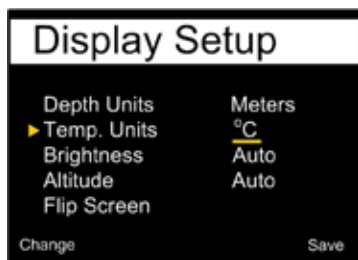 Display Setup
Depth Units Meters
Temp. Units °C
Brightness Auto
Altitude Auto
Flip Screen
Change Save